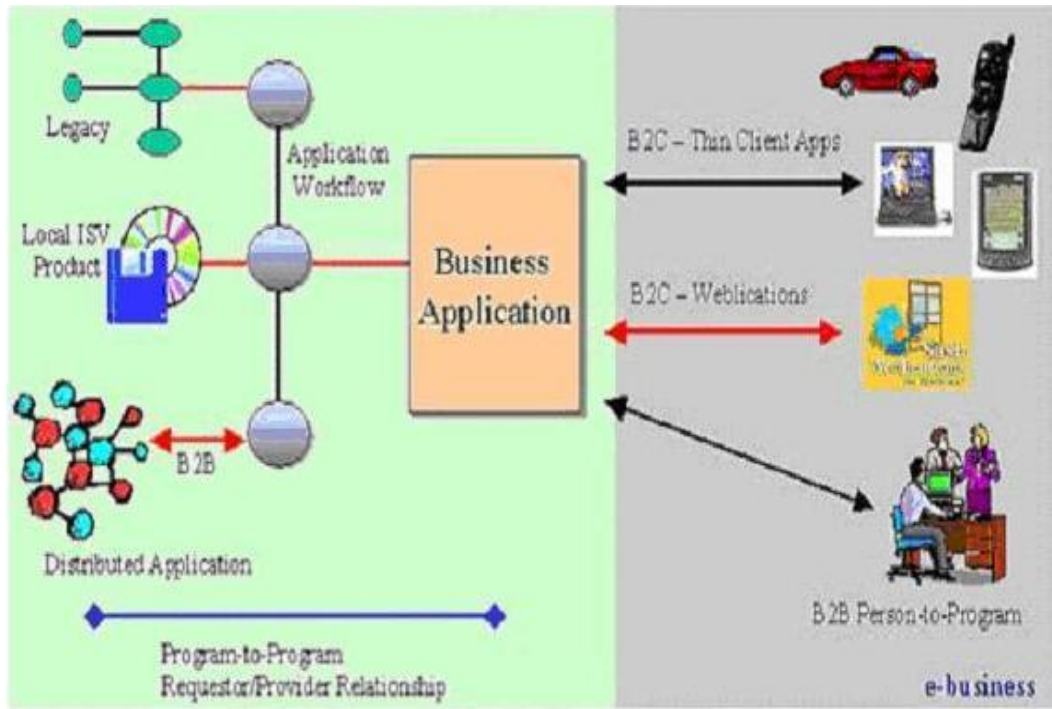 Legacy
Application
Workflow
Local ISV
Product
Business
Application
B2B
Distributed Application
Program-to-Program
Requestor/Provider Relationship
B2C – Thin Client Apps
B2C – Weblications
B2B Person-to-Program
e-business